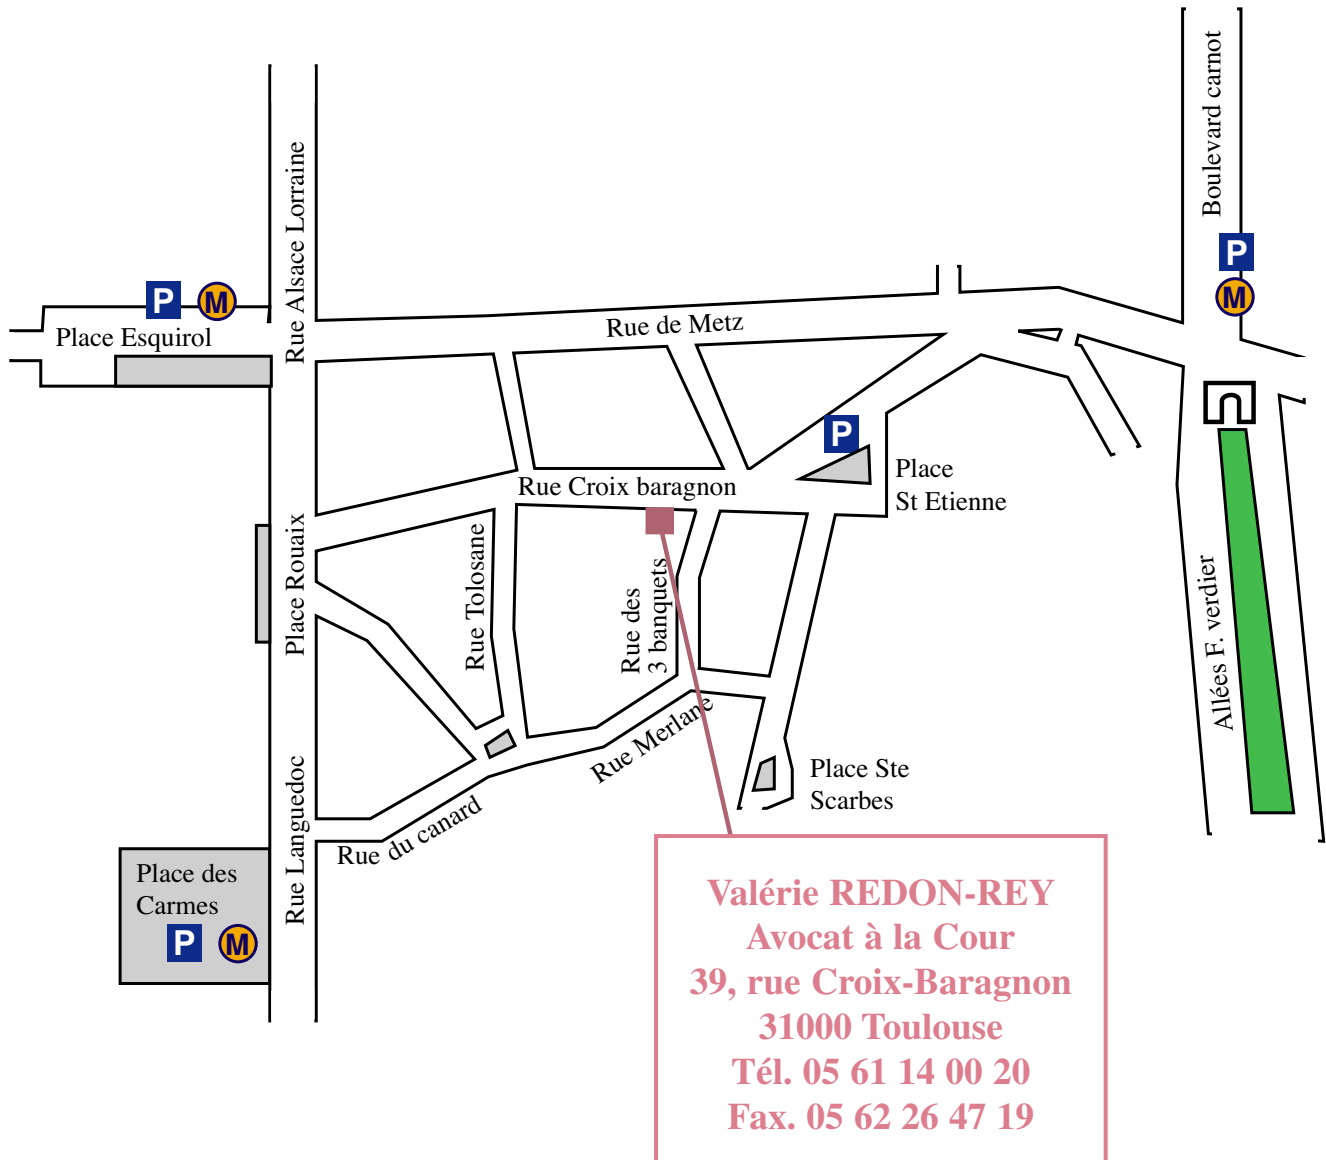 Boulevard carnot
P
M
Rue Alsace Lorraine
P
M
Place Esquirol
Rue de Metz
P
Place
St Etienne
Rue Croix baragnon
Place Rouaix
Rue Tolosane
Rue des
3 banquets
Allées F. verdier
Rue Merlane
Place Ste
Scarbes
Rue du canard
Rue Languedoc
Place des
Carmes
P
M
Valérie REDON-REY
Avocat à la Cour
39, rue Croix-Baragnon
31000 Toulouse
Tél. 05 61 14 00 20
Fax. 05 62 26 47 19